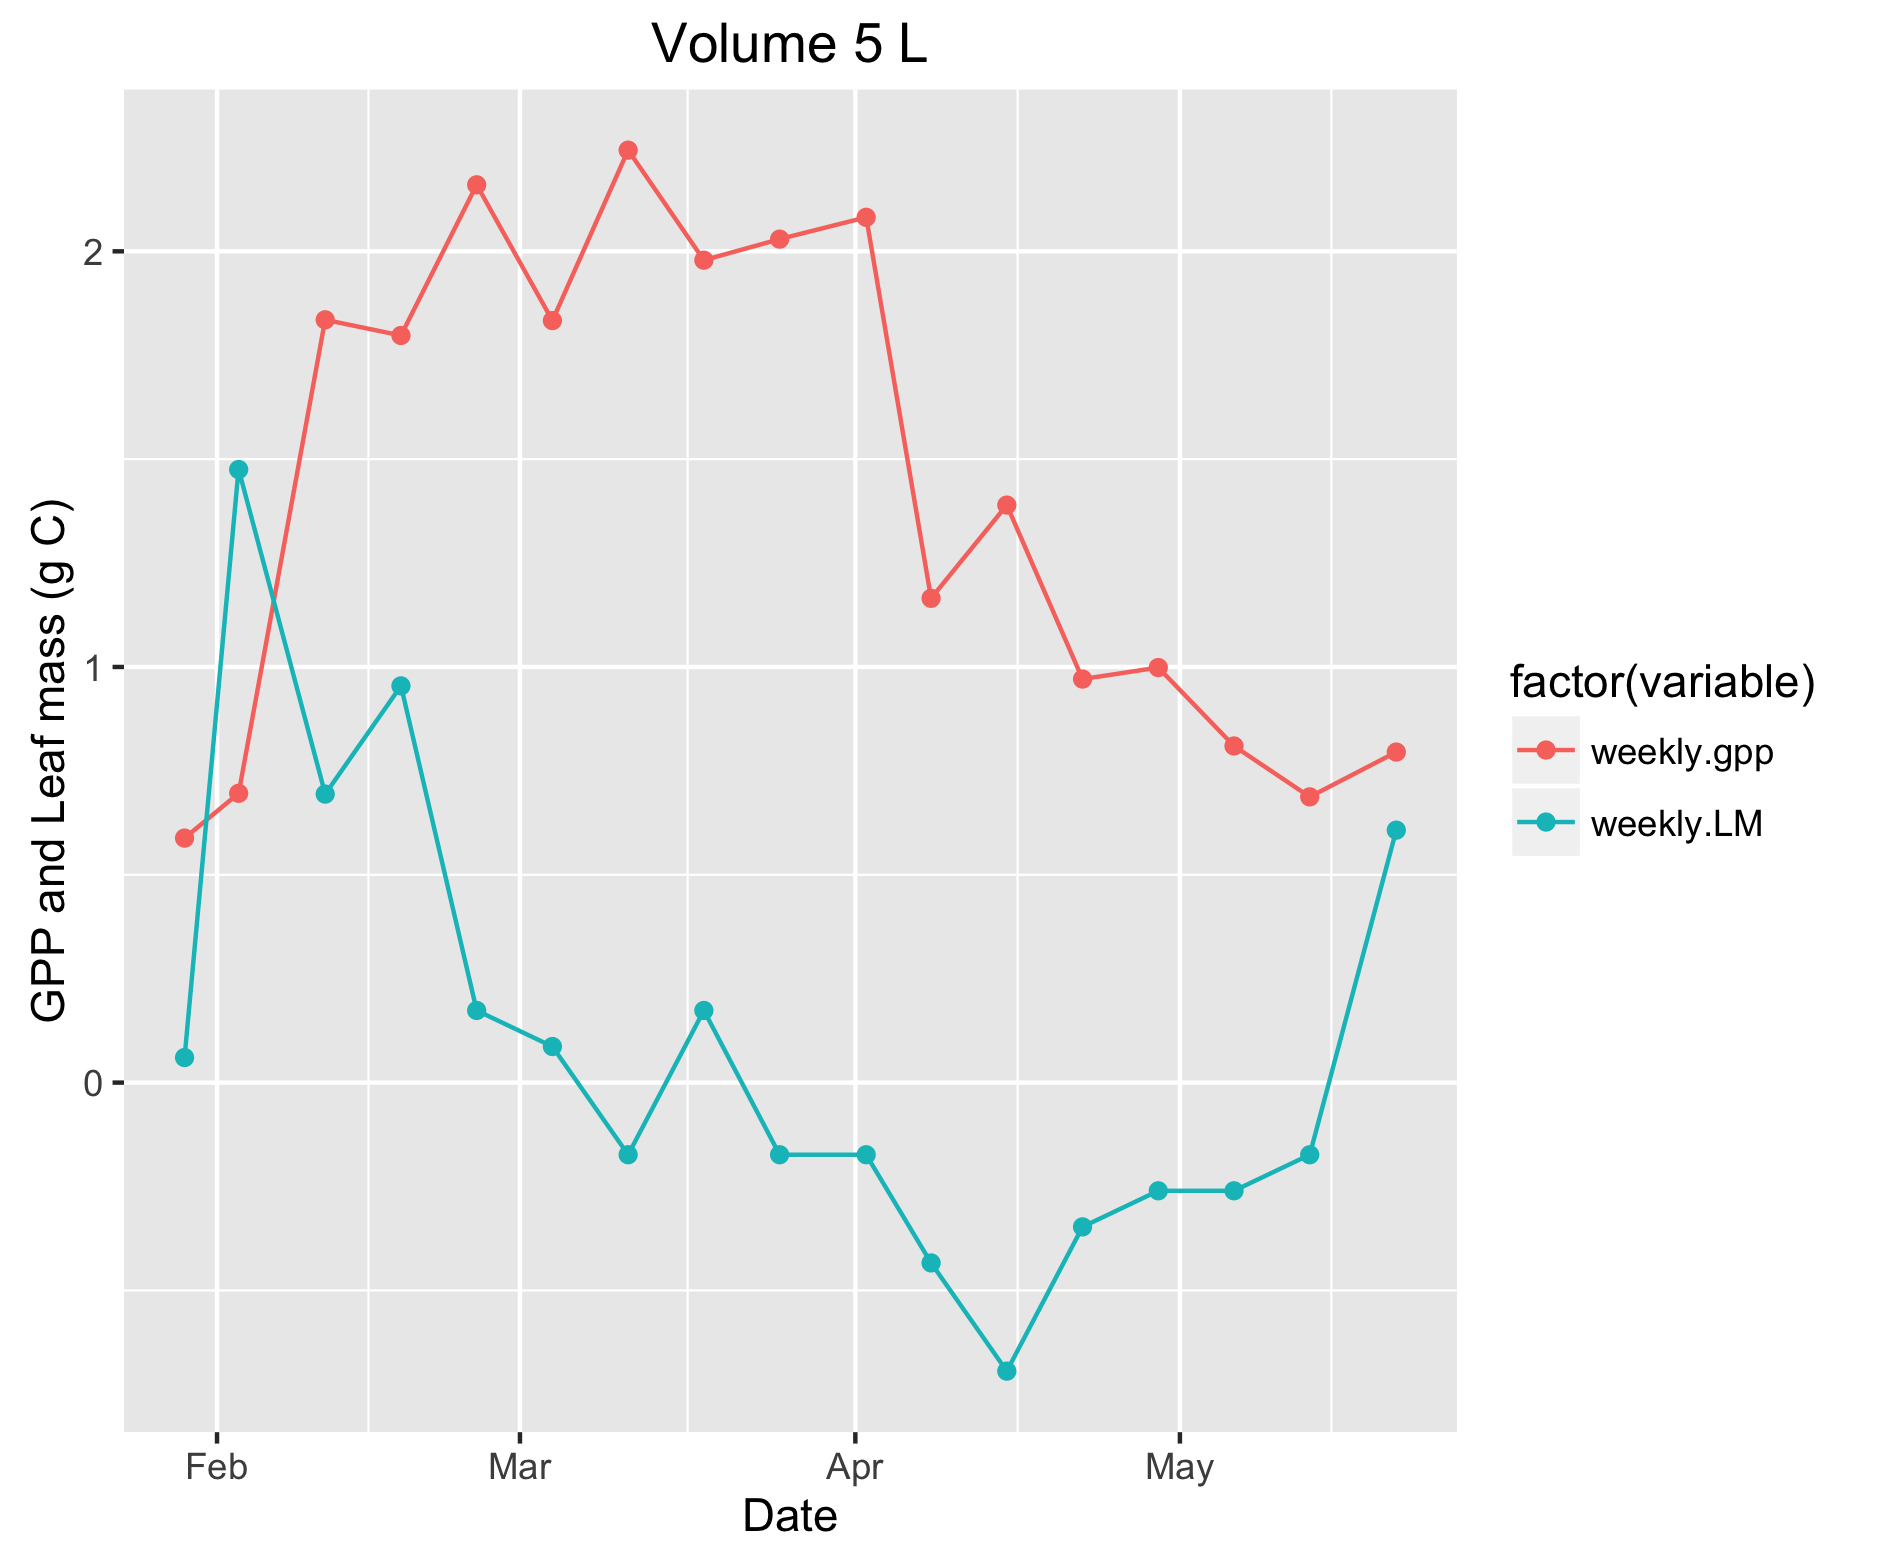 Volume 5 L
GPP and Leaf mass (g C)
2
1
0
Feb Mar Apr May
Date
factor(variable)
weekly.gpp
weekly.LM